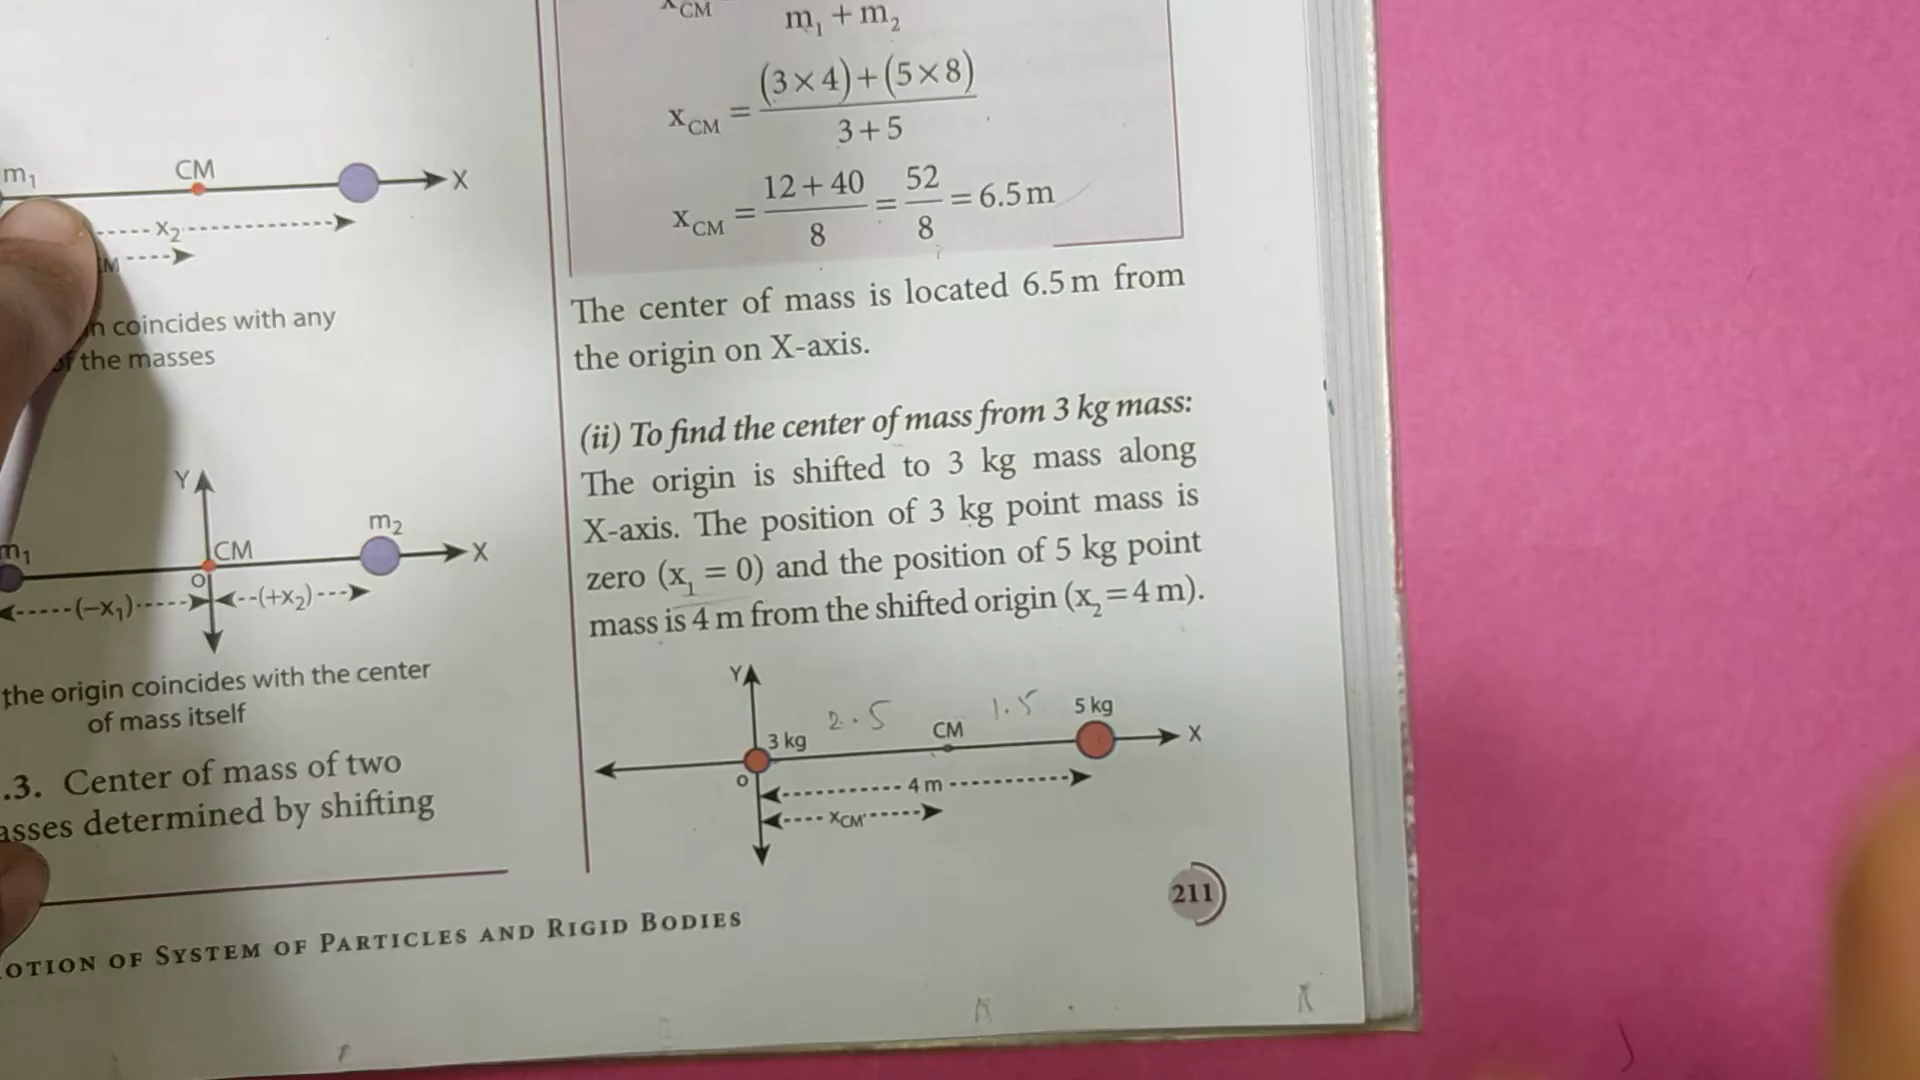 m₁
CM
X
x₂
M
n coincides with any
of the masses
Y
m₂
m₁
CM
X
O
(−x₁)
(+x₂)
the origin coincides with the center
of mass itself
.3. Center of mass of two
asses determined by shifting
OTION OF SYSTEM OF PARTICLES AND RIGID BODIES
x_CM
m₁ + m₂
x_CM = (3×4)+(5×8) / 3+5
x_CM = 12+40 / 8 = 52 / 8 = 6.5 m
The center of mass is located 6.5 m from
the origin on X-axis.
(ii) To find the center of mass from 3 kg mass:
The origin is shifted to 3 kg mass along
X-axis. The position of 3 kg point mass is
zero (x₁ = 0) and the position of 5 kg point
mass is 4 m from the shifted origin (x₂ = 4 m).
Y
2.5
1.5
5 kg
3 kg
CM
X
O
4 m
x_CM
211